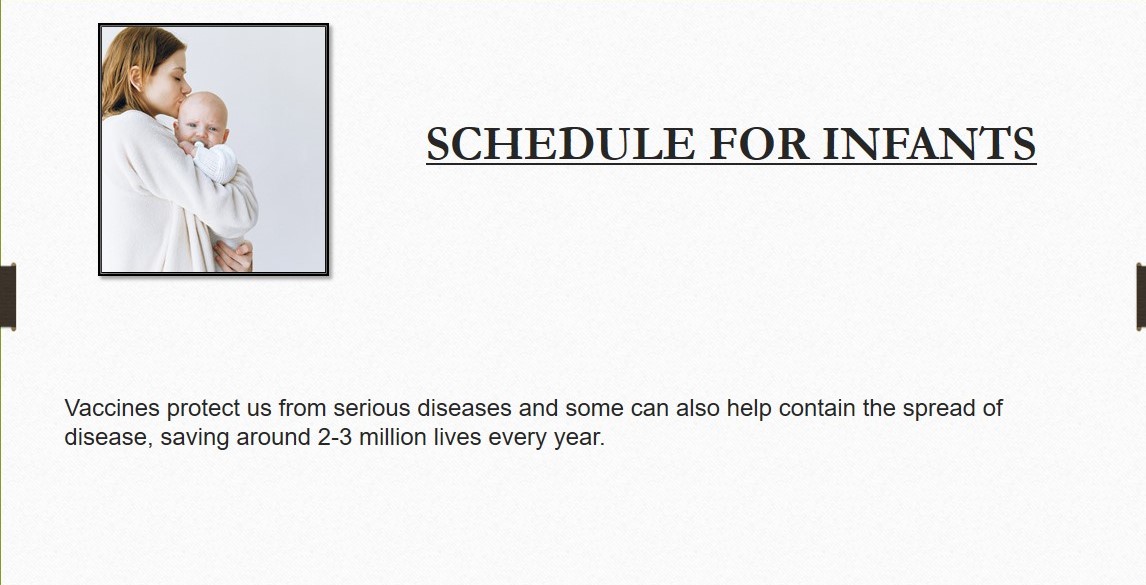 SCHEDULE FOR INFANTS
Vaccines protect us from serious diseases and some can also help contain the spread of
disease, saving around 2-3 million lives every year.